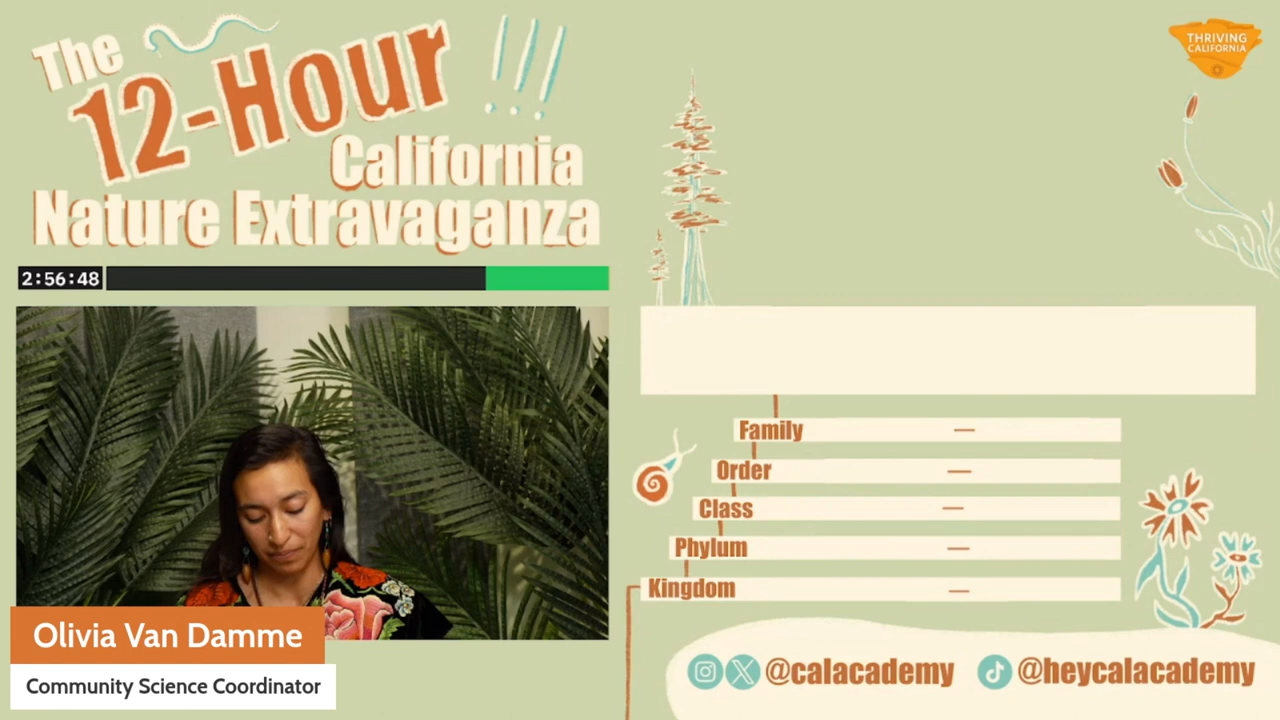 The
12-Hour !!!
California
Nature Extravaganza
THRIVING
CALIFORNIA
2:56:48
Family —
Order —
Class —
Phylum —
Kingdom —
Olivia Van Damme
Community Science Coordinator
@calacademy @heycalacademy